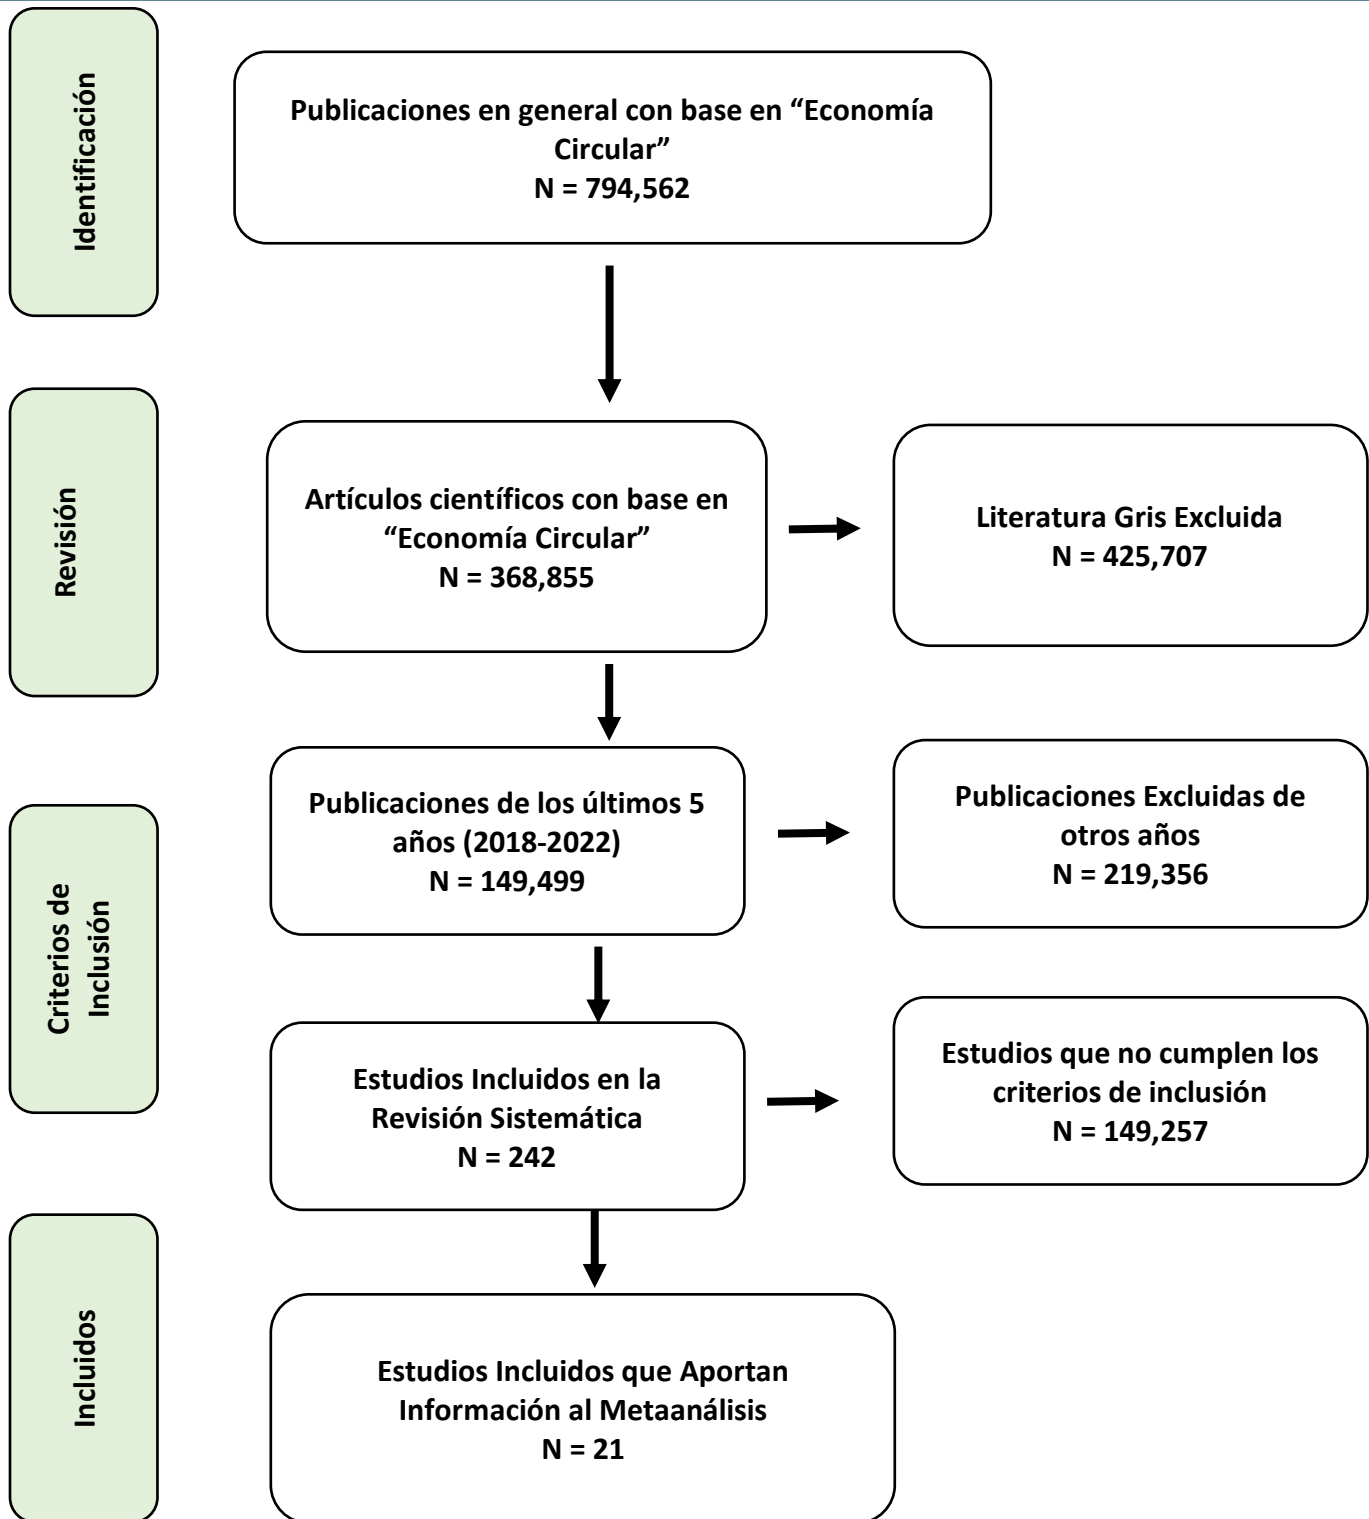 Identificación
Publicaciones en general con base en “Economía
Circular”
N = 794,562
Revisión
Artículos científicos con base en
“Economía Circular”
N = 368,855
Literatura Gris Excluida
N = 425,707
Criterios de
Inclusión
Publicaciones de los últimos 5
años (2018-2022)
N = 149,499
Publicaciones Excluidas de
otros años
N = 219,356
Estudios Incluidos en la
Revisión Sistemática
N = 242
Estudios que no cumplen los
criterios de inclusión
N = 149,257
Incluidos
Estudios Incluidos que Aportan
Información al Metaanálisis
N = 21